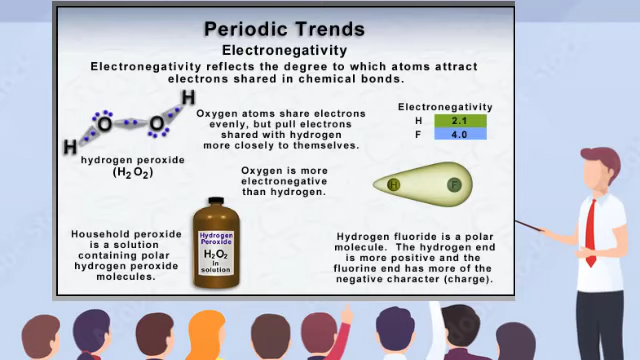 Periodic Trends
Electronegativity
Electronegativity reflects the degree to which atoms attract
electrons shared in chemical bonds.
H
O O
H
hydrogen peroxide
(H₂O₂)
Oxygen atoms share electrons
evenly, but pull electrons
shared with hydrogen
more closely to themselves.
Electronegativity
H 2.1
F 4.0
Oxygen is more
electronegative
than hydrogen.
H F
Household peroxide
is a solution
containing polar
hydrogen peroxide
molecules.
Hydrogen
Peroxide
H₂O₂
in
solution
Hydrogen fluoride is a polar
molecule. The hydrogen end
is more positive and the
fluorine end has more of the
negative character (charge).